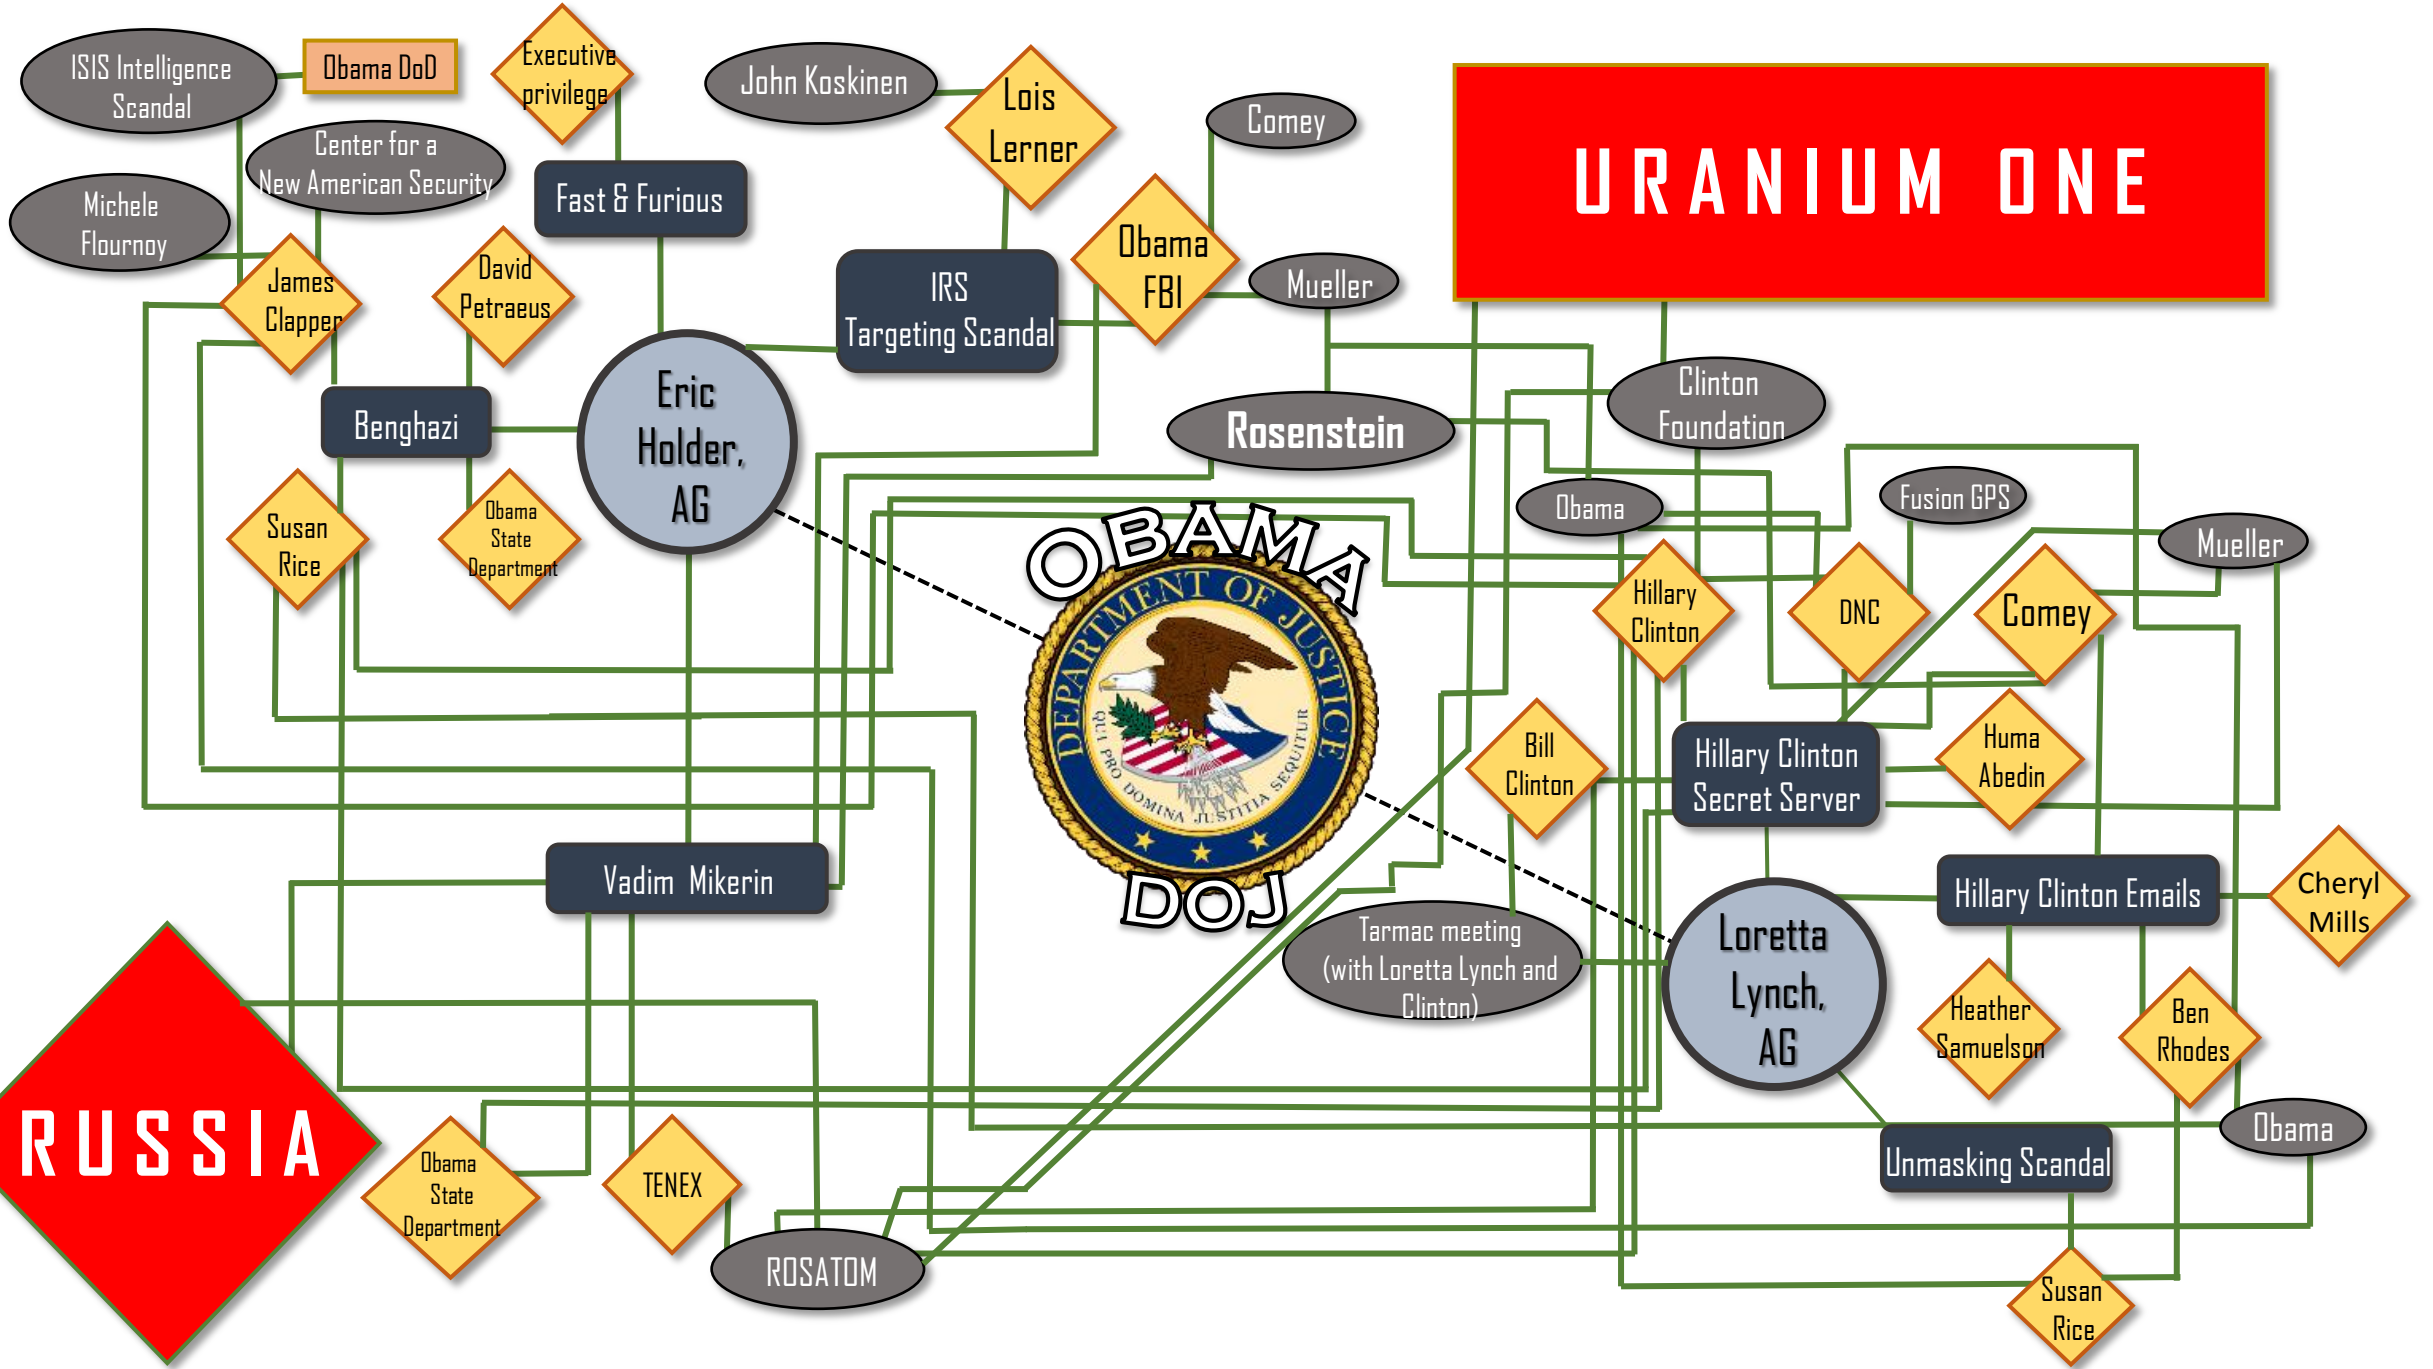 ISIS Intelligence
Scandal
Obama DoD
Executive
privilege
John Koskinen
Lois
Lerner
Comey
URANIUM ONE
Center for a
New American Security
Michele
Flournoy
Fast & Furious
James
Clapper
David
Petraeus
IRS
Targeting Scandal
Obama
FBI
Mueller
Eric
Holder,
AG
Benghazi
Rosenstein
Clinton
Foundation
Susan
Rice
Obama
State
Department
Obama
Fusion GPS
Mueller
OBAMA
DEPARTMENT OF JUSTICE
QUI PRO DOMINA JUSTITIA SEQUITUR
DOJ
Hillary
Clinton
DNC
Comey
Bill
Clinton
Hillary Clinton
Secret Server
Huma
Abedin
Vadim Mikerin
Hillary Clinton Emails
Cheryl
Mills
Tarmac meeting
(with Loretta Lynch and
Clinton)
Loretta
Lynch,
AG
Heather
Samuelson
Ben
Rhodes
RUSSIA
Obama
State
Department
TENEX
ROSATOM
Unmasking Scandal
Obama
Susan
Rice